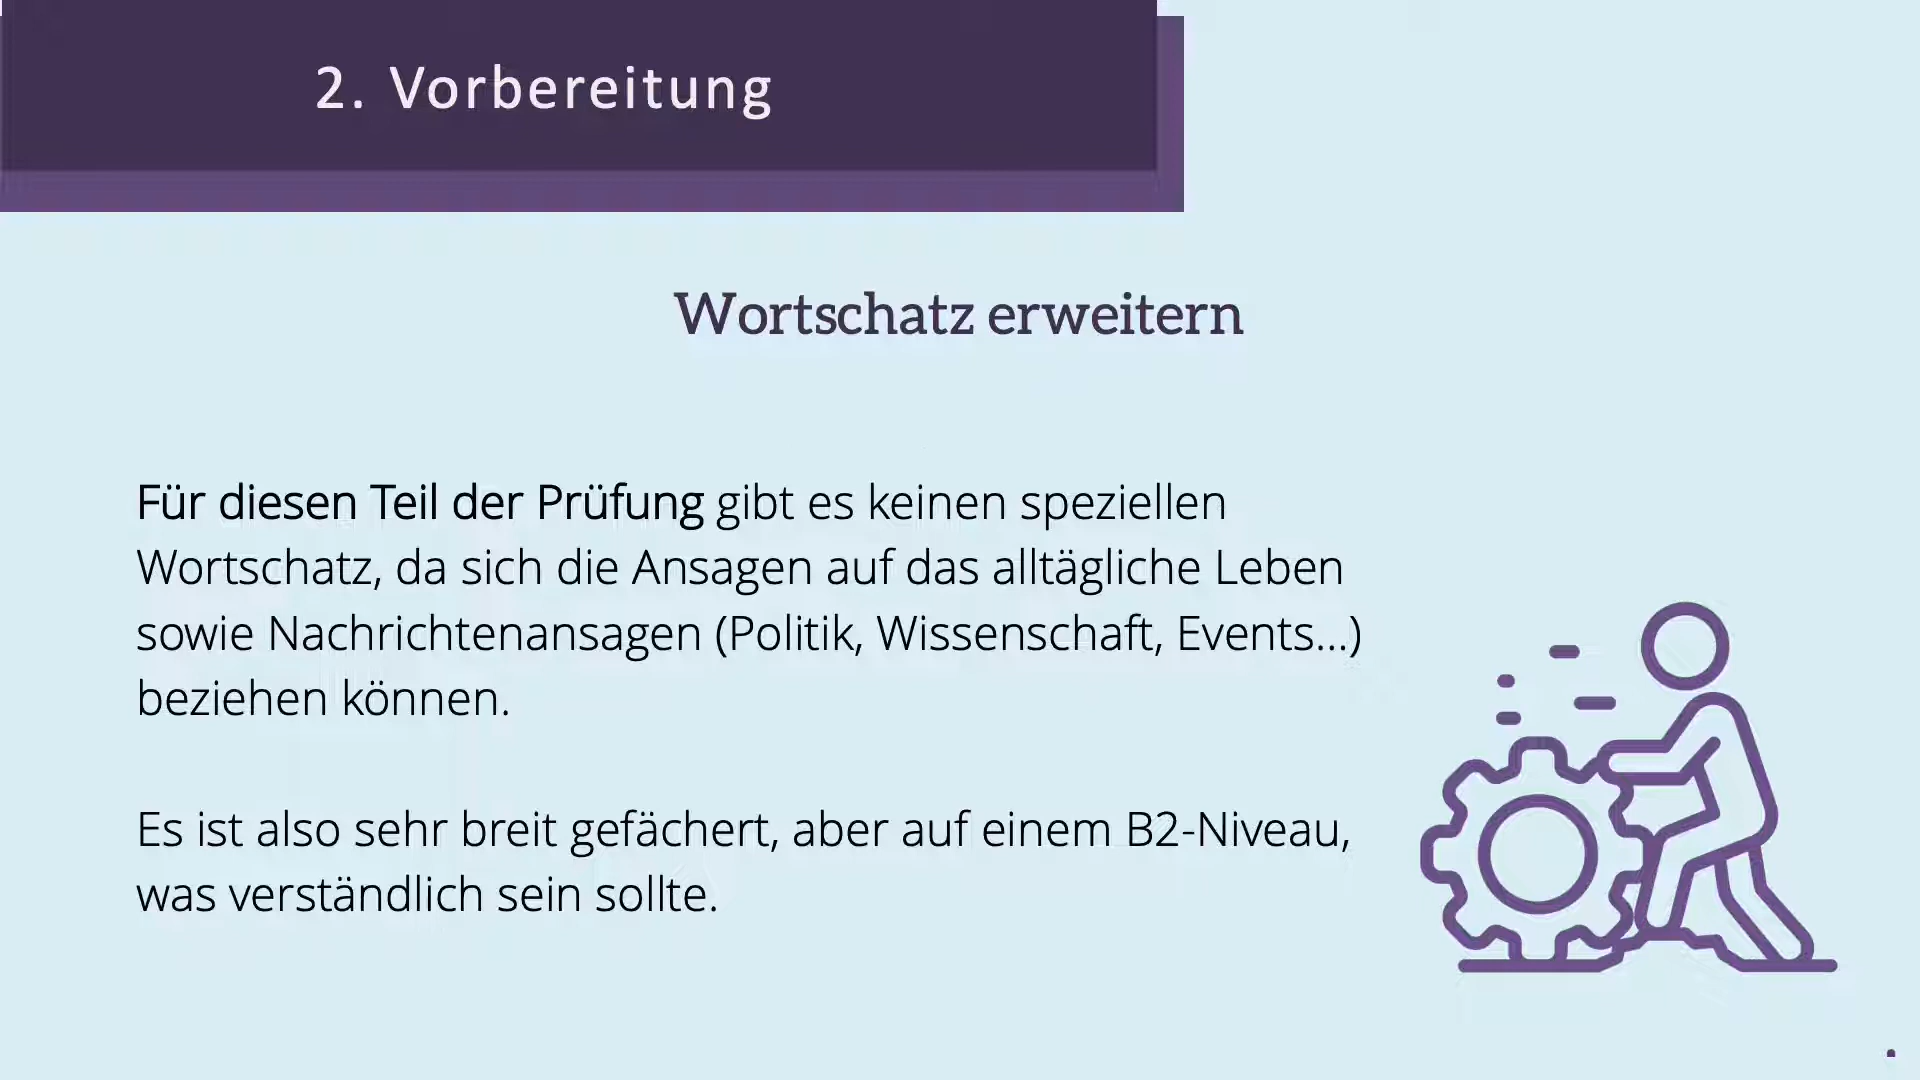 2. Vorbereitung
Wortschatz erweitern
Für diesen Teil der Prüfung gibt es keinen speziellen
Wortschatz, da sich die Ansagen auf das alltägliche Leben
sowie Nachrichtenansagen (Politik, Wissenschaft, Events...)
beziehen können.
Es ist also sehr breit gefächert, aber auf einem B2-Niveau,
was verständlich sein sollte.